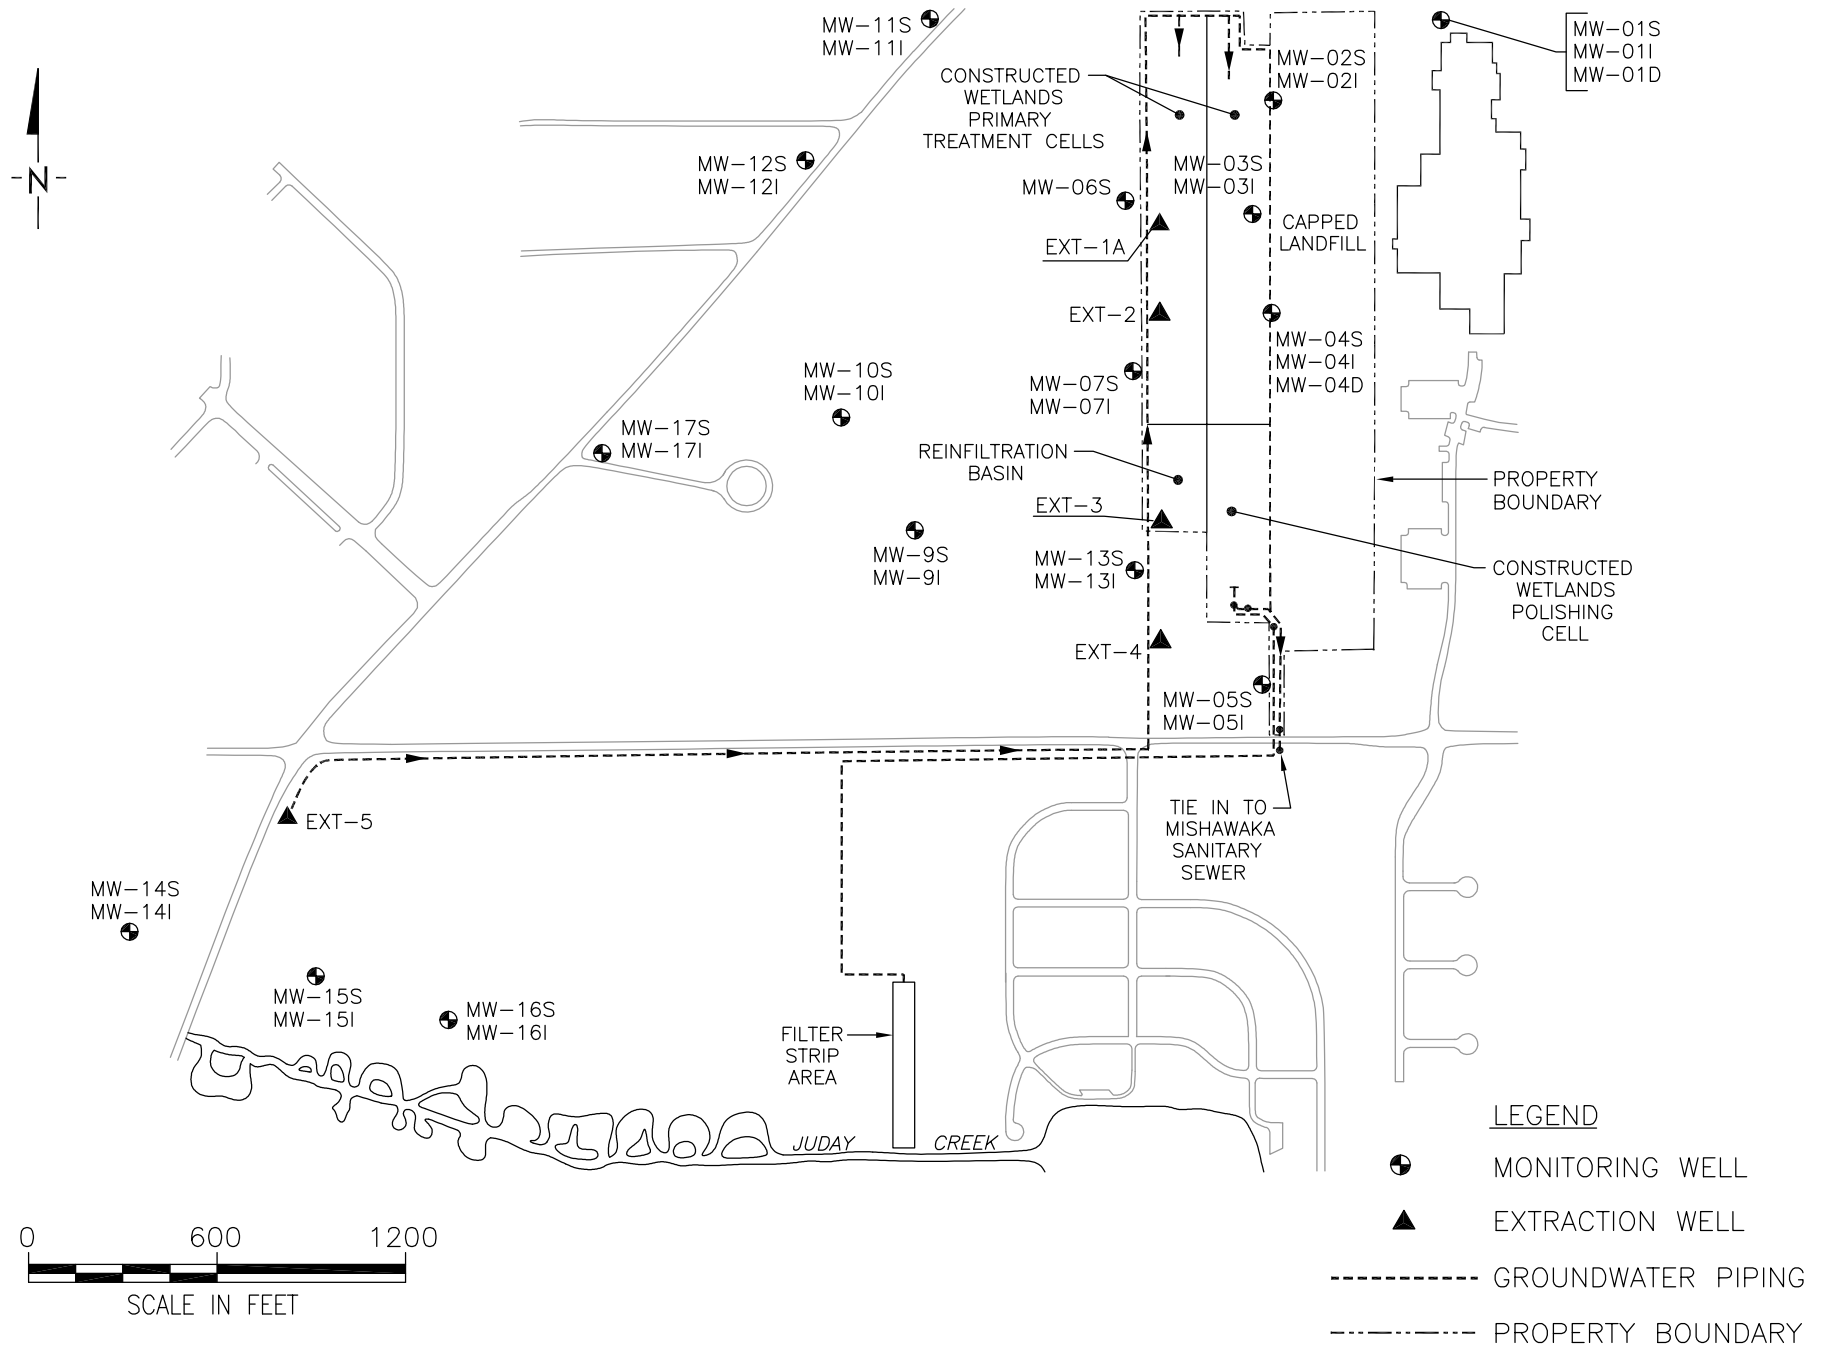 MW-11S
MW-11I
MW-01S
MW-01I
MW-01D
MW-02S
MW-02I
CONSTRUCTED
WETLANDS
PRIMARY
TREATMENT CELLS
N
MW-12S
MW-12I
MW-03S
MW-03I
MW-06S
CAPPED
LANDFILL
EXT-1A
EXT-2
MW-04S
MW-04I
MW-04D
MW-10S
MW-10I
MW-07S
MW-07I
MW-17S
MW-17I
REINFILTRATION
BASIN
PROPERTY
BOUNDARY
EXT-3
MW-9S
MW-9I
MW-13S
MW-13I
CONSTRUCTED
WETLANDS
POLISHING
CELL
EXT-4
MW-05S
MW-05I
EXT-5
TIE IN TO
MISHAWAKA
SANITARY
SEWER
MW-14S
MW-14I
MW-15S
MW-15I
MW-16S
MW-16I
FILTER
STRIP
AREA
JUDAY CREEK
LEGEND
MONITORING WELL
EXTRACTION WELL
GROUNDWATER PIPING
PROPERTY BOUNDARY
0 600 1200
SCALE IN FEET